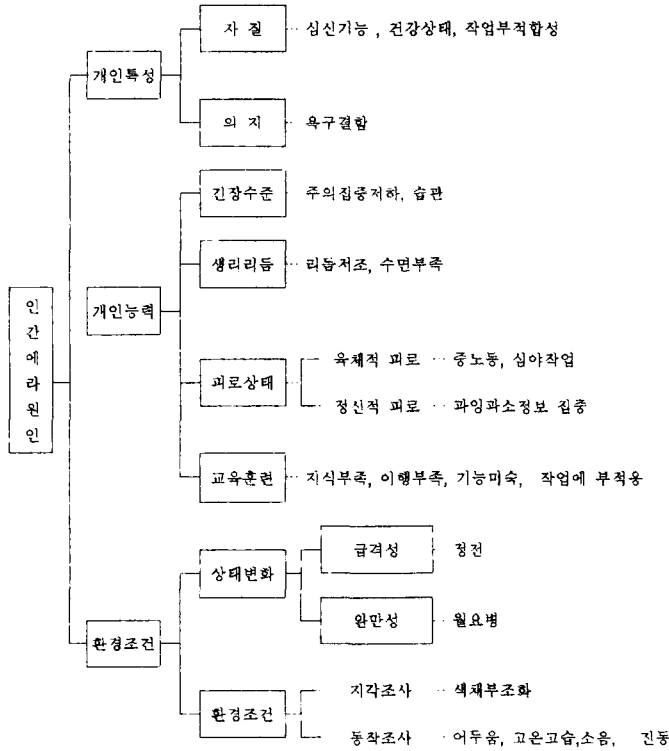 자 질 심신기능, 건강상태, 작업부적합성
개인특성
의 지 욕구결함
긴장수준 주의집중저하, 습관
생리리듬 리듬저조, 수면부족
인간에라원인
개인능력
육체적 피로 중노동, 심야작업
피로상태
정신적 피로 과잉과소정보 집중
교육훈련 지식부족, 이행부족, 기능미숙, 작업에 부적응
급격성 정전
상태변화
완만성 월요병
환경조건
지각조사 색채부조화
환경조건
동작조사 어두움, 고온고습,소음, 진동